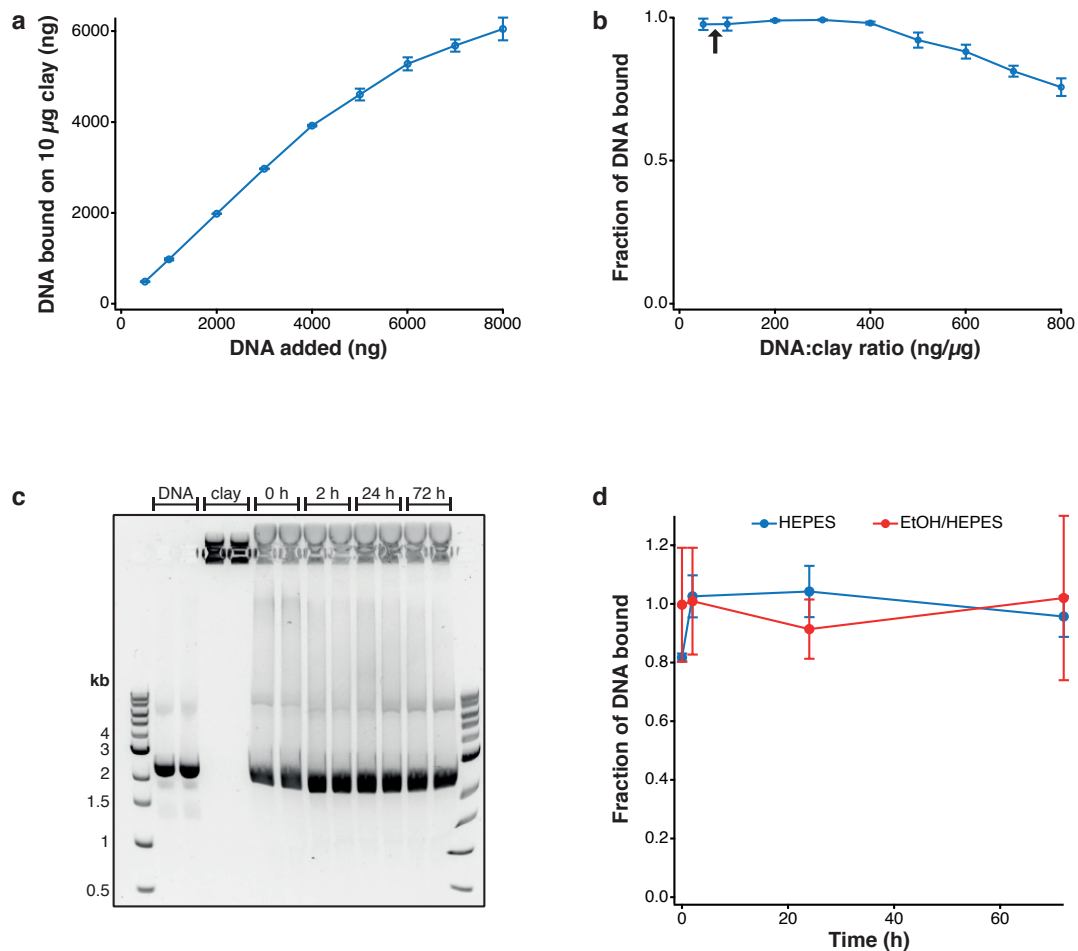 a
DNA bound on 10 µg clay (ng)
6000
4000
2000
0
0 2000 4000 6000 8000
DNA added (ng)
b
Fraction of DNA bound
1.0
0.5
0.0
0 200 400 600 800
DNA:clay ratio (ng/µg)
c
DNA clay 0 h 2 h 24 h 72 h
kb
4
3
2
1.5
1
0.5
d
HEPES EtOH/HEPES
Fraction of DNA bound
1.2
1.0
0.8
0.6
0.4
0.2
0.0
0 20 40 60
Time (h)